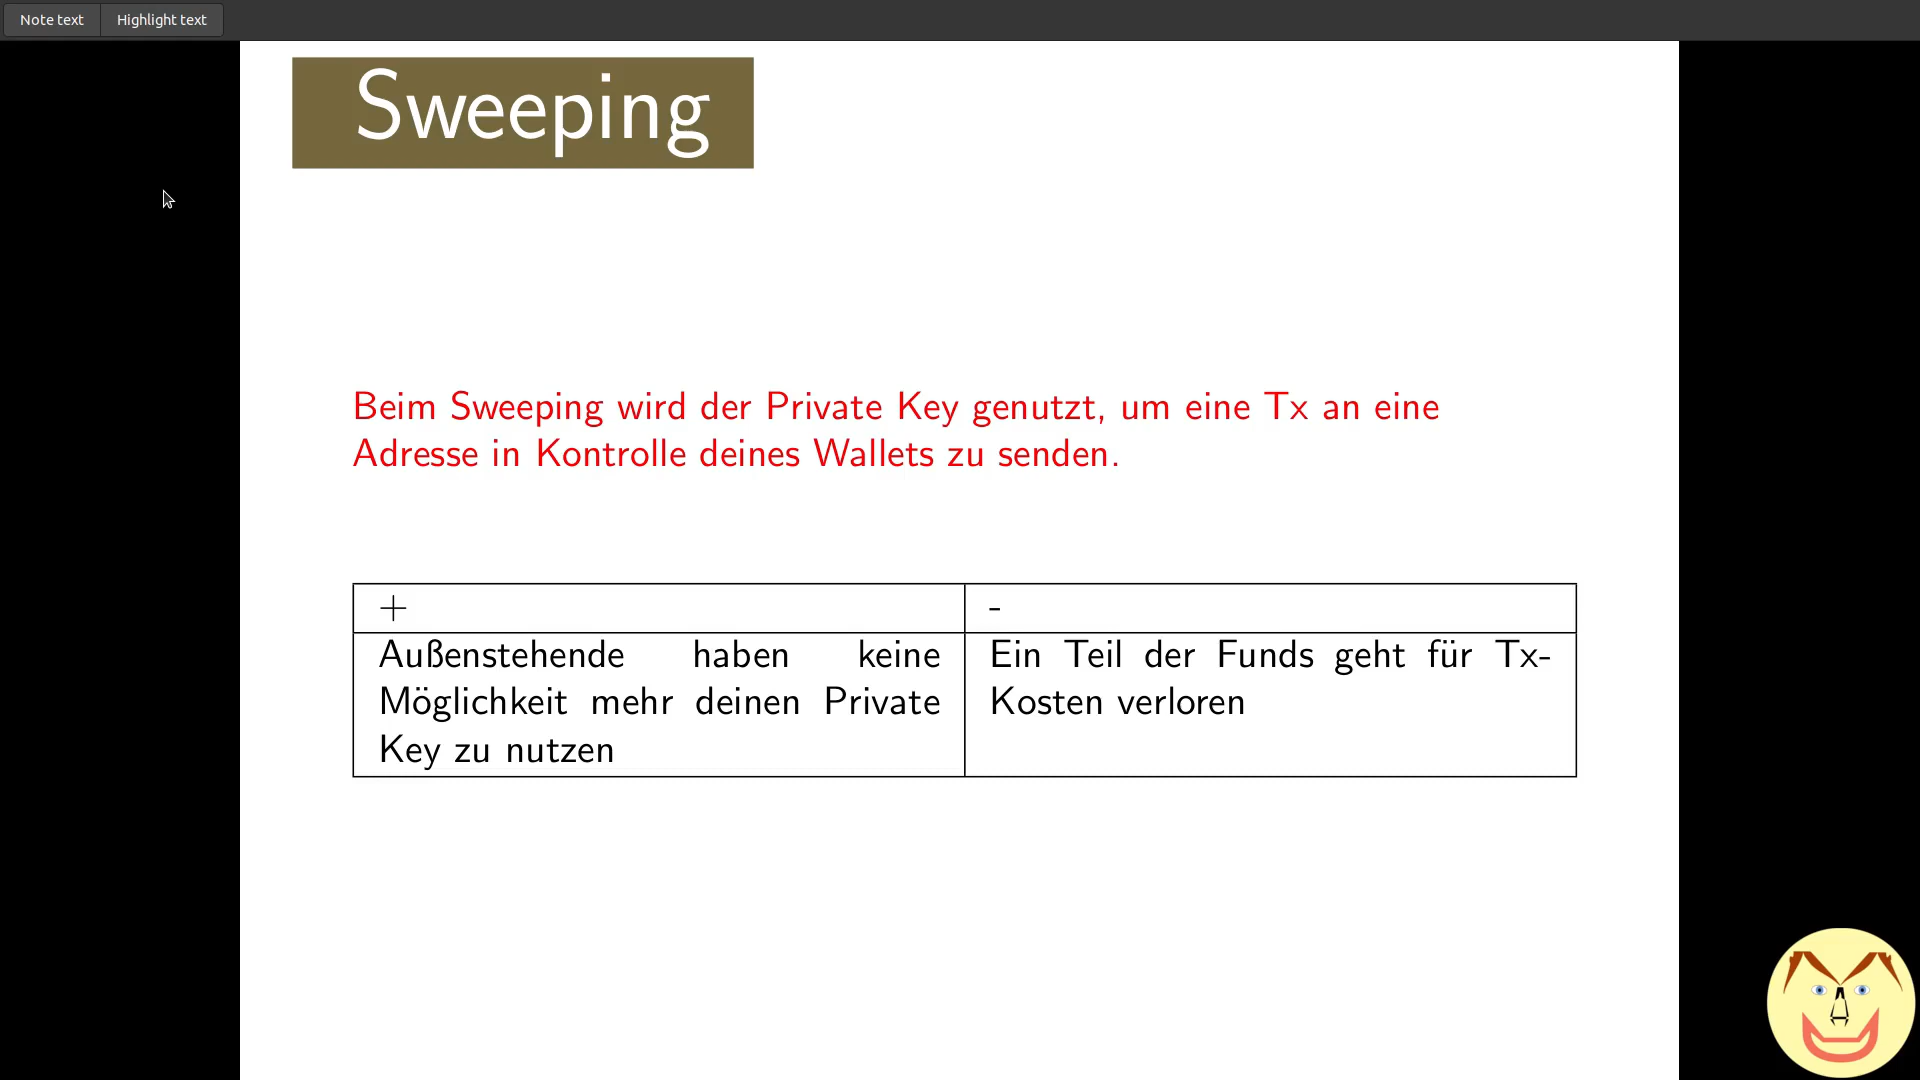 Note text
Highlight text
Sweeping
Beim Sweeping wird der Private Key genutzt, um eine Tx an eine
Adresse in Kontrolle deines Wallets zu senden.
+
Außenstehende haben keine
Möglichkeit mehr deinen Private
Key zu nutzen
-
Ein Teil der Funds geht für Tx-
Kosten verloren